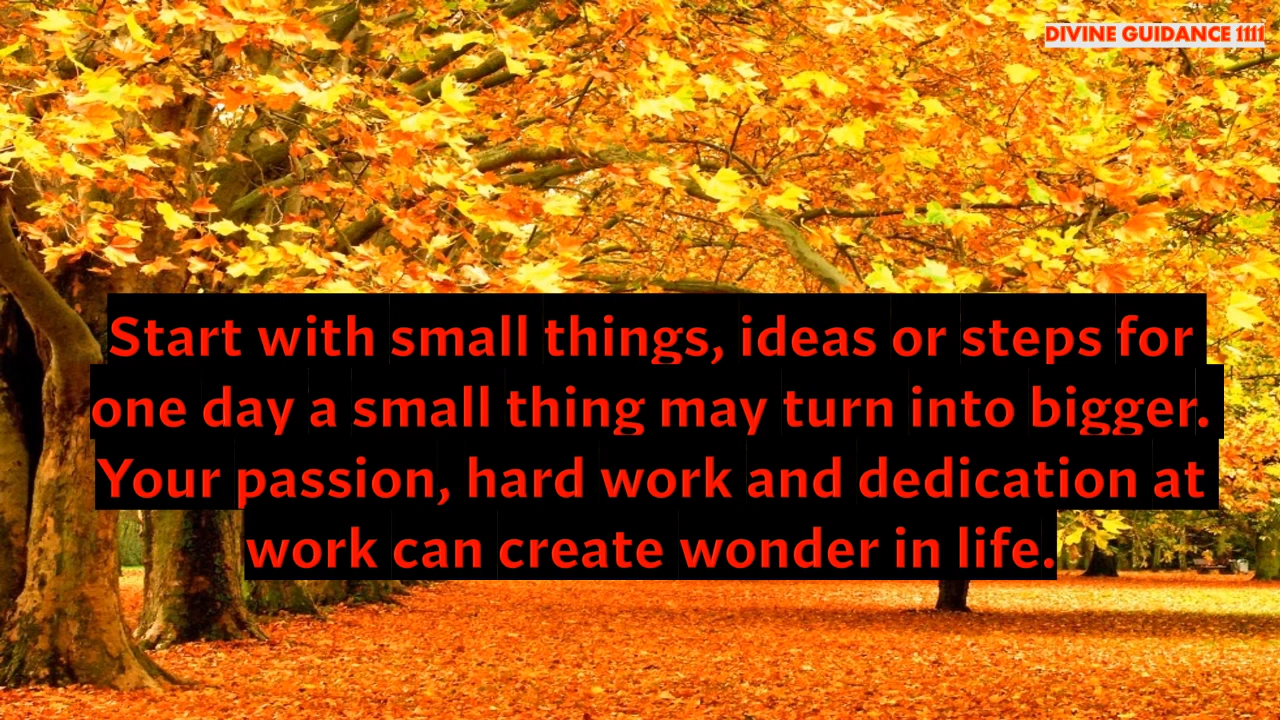 DIVINE GUIDANCE 1111
Start with small things, ideas or steps for
one day a small thing may turn into bigger.
Your passion, hard work and dedication at
work can create wonder in life.